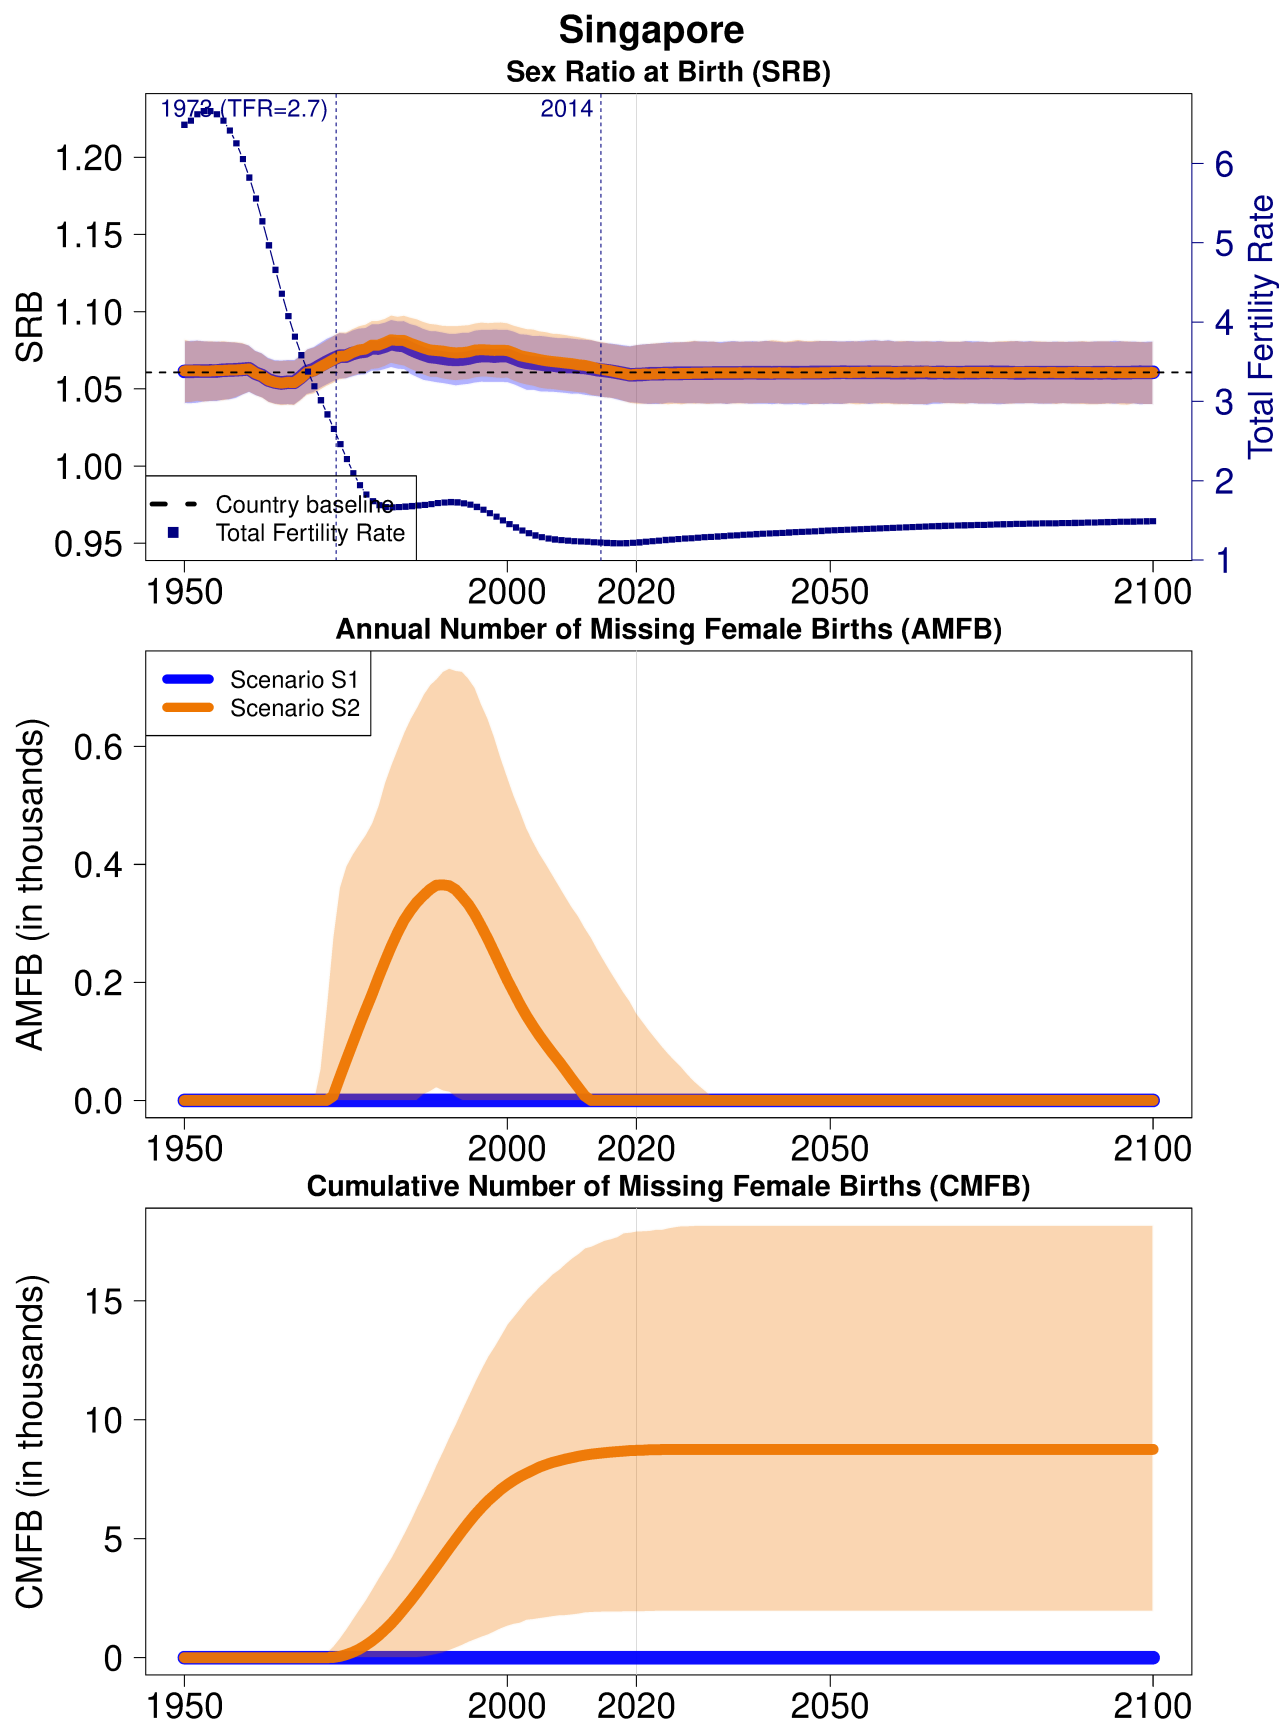 Singapore
Sex Ratio at Birth (SRB)
1973 (TFR=2.7)
2014
1.20
1.15
1.10
1.05
1.00
0.95
SRB
6
5
4
3
2
1
Total Fertility Rate
Country baseline
Total Fertility Rate
1950
2000
2020
2050
2100
Annual Number of Missing Female Births (AMFB)
Scenario S1
Scenario S2
0.6
0.4
0.2
0.0
AMFB (in thousands)
1950
2000
2020
2050
2100
Cumulative Number of Missing Female Births (CMFB)
15
10
5
0
CMFB (in thousands)
1950
2000
2020
2050
2100